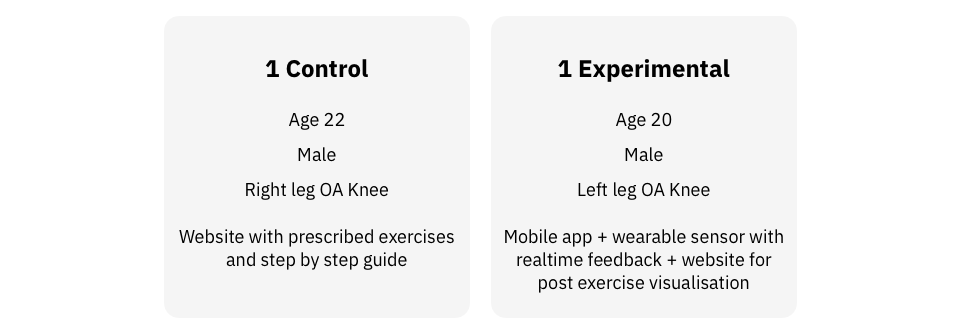 1 Control
Age 22
Male
Right leg OA Knee
Website with prescribed exercises
and step by step guide
1 Experimental
Age 20
Male
Left leg OA Knee
Mobile app + wearable sensor with
realtime feedback + website for
post exercise visualisation